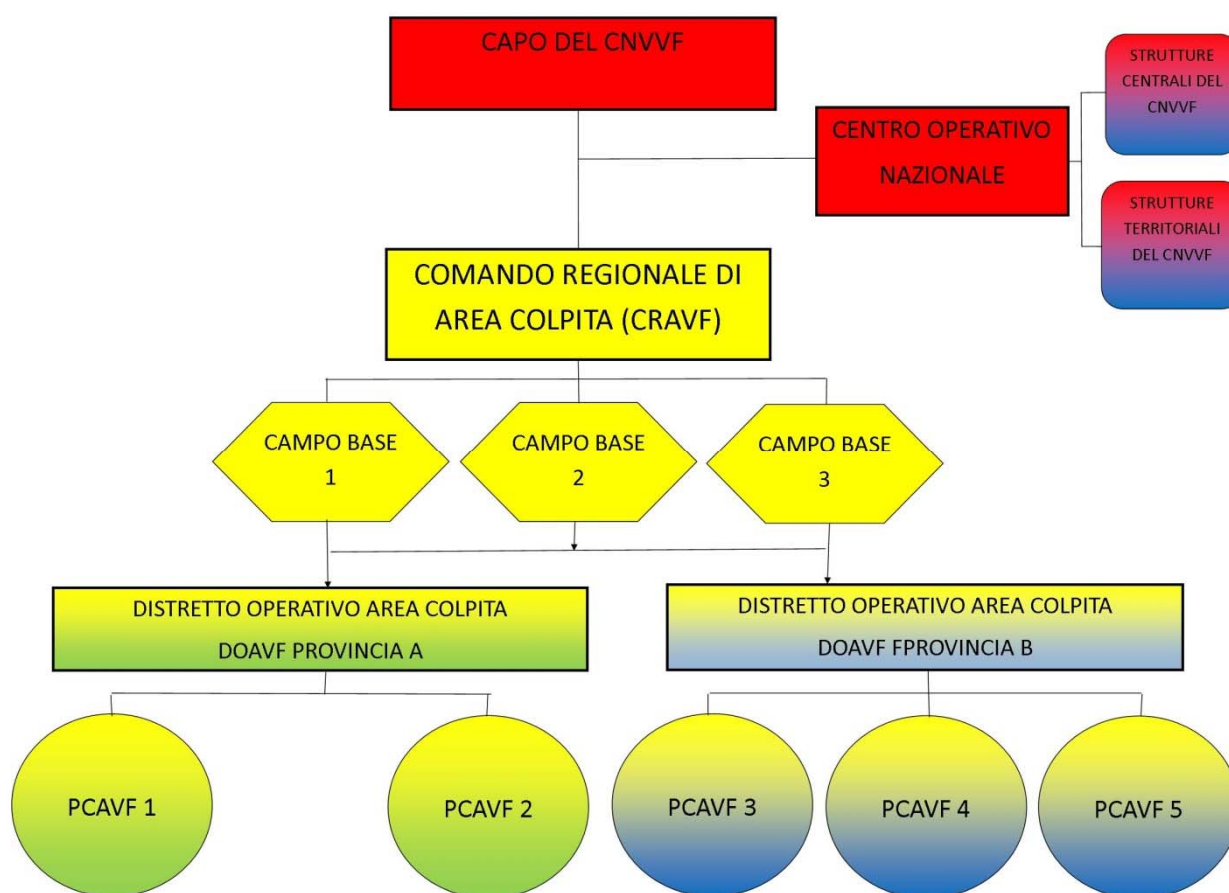 CAPO DEL CNVVF
STRUTTURE
CENTRALI DEL
CNVVF
CENTRO OPERATIVO
NAZIONALE
STRUTTURE
TERRITORIALI
DEL CNVVF
COMANDO REGIONALE DI
AREA COLPITA (CRAVF)
CAMPO BASE
1
CAMPO BASE
2
CAMPO BASE
3
DISTRETTO OPERATIVO AREA COLPITA
DOAVF PROVINCIA A
DISTRETTO OPERATIVO AREA COLPITA
DOAVF FPROVINCIA B
PCAVF 1
PCAVF 2
PCAVF 3
PCAVF 4
PCAVF 5